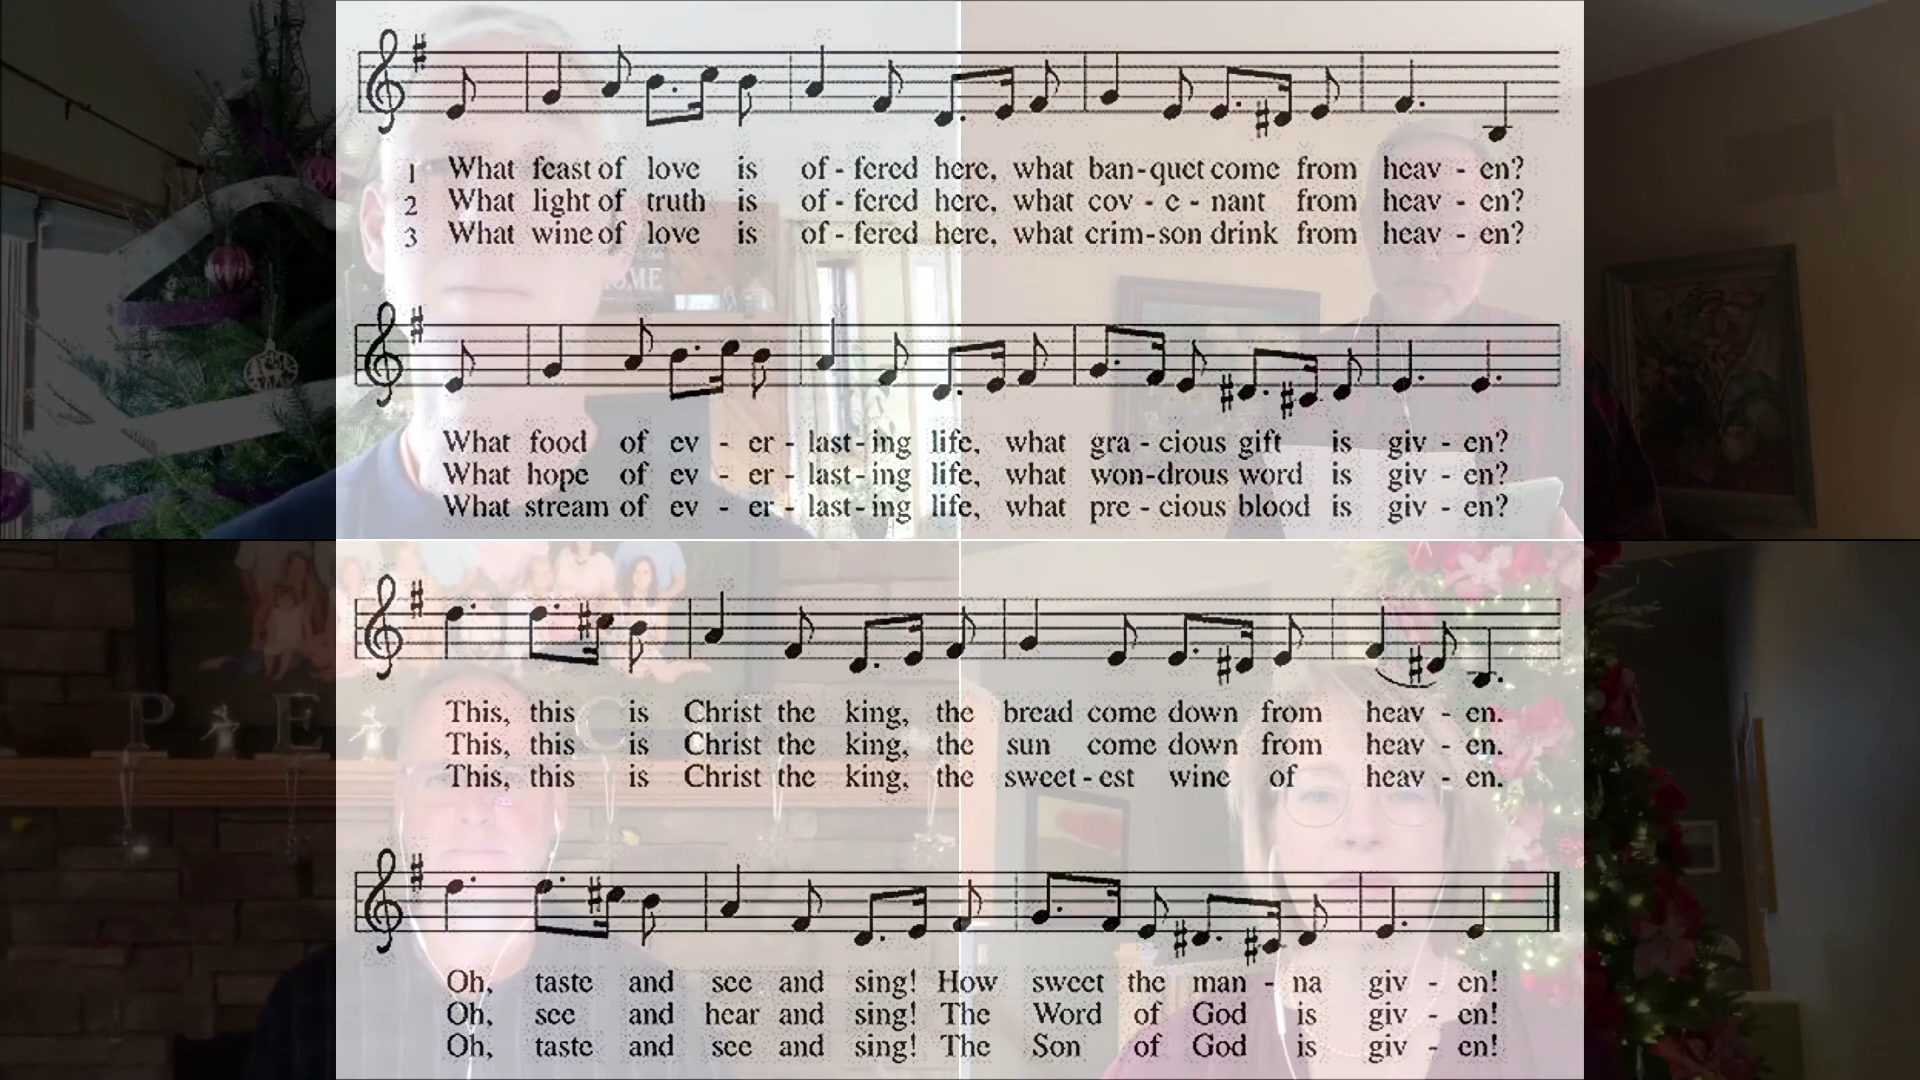 1 What feast of love is of - fered here, what ban - quet come from heav - en?
2 What light of truth is of - fered here, what cov - e - nant from heav - en?
3 What wine of love is of - fered here, what crim - son drink from heav - en?
What food of ev - er - last - ing life, what gra - cious gift is giv - en?
What hope of ev - er - last - ing life, what won - drous word is giv - en?
What stream of ev - er - last - ing life, what pre - cious blood is giv - en?
This, this is Christ the king, the bread come down from heav - en.
This, this is Christ the king, the sun come down from heav - en.
This, this is Christ the king, the sweet - est wine of heav - en.
Oh, taste and see and sing! How sweet the man - na giv - en!
Oh, see and hear and sing! The Word of God is giv - en!
Oh, taste and see and sing! The Son of God is giv - en!
P E